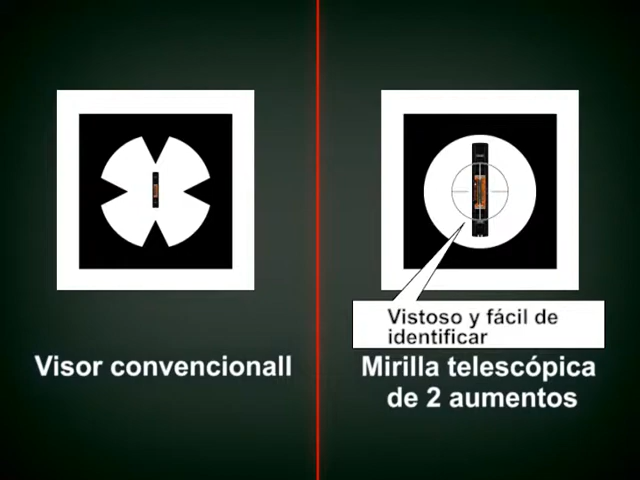 Visor convencionall
Vistoso y fácil de
identificar
Mirilla telescópica
de 2 aumentos